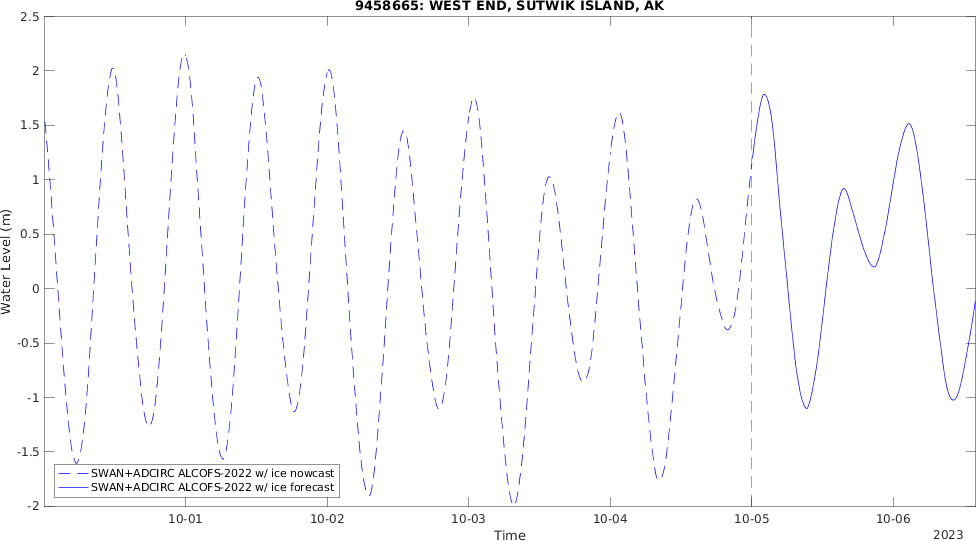 9458665: WEST END, SUTWIK ISLAND, AK
2.5
2
1.5
1
0.5
0
-0.5
-1
-1.5
-2
Water Level (m)
SWAN+ADCIRC ALCOFS-2022 w/ ice nowcast
SWAN+ADCIRC ALCOFS-2022 w/ ice forecast
10-01 10-02 10-03 10-04 10-05 10-06
Time
2023